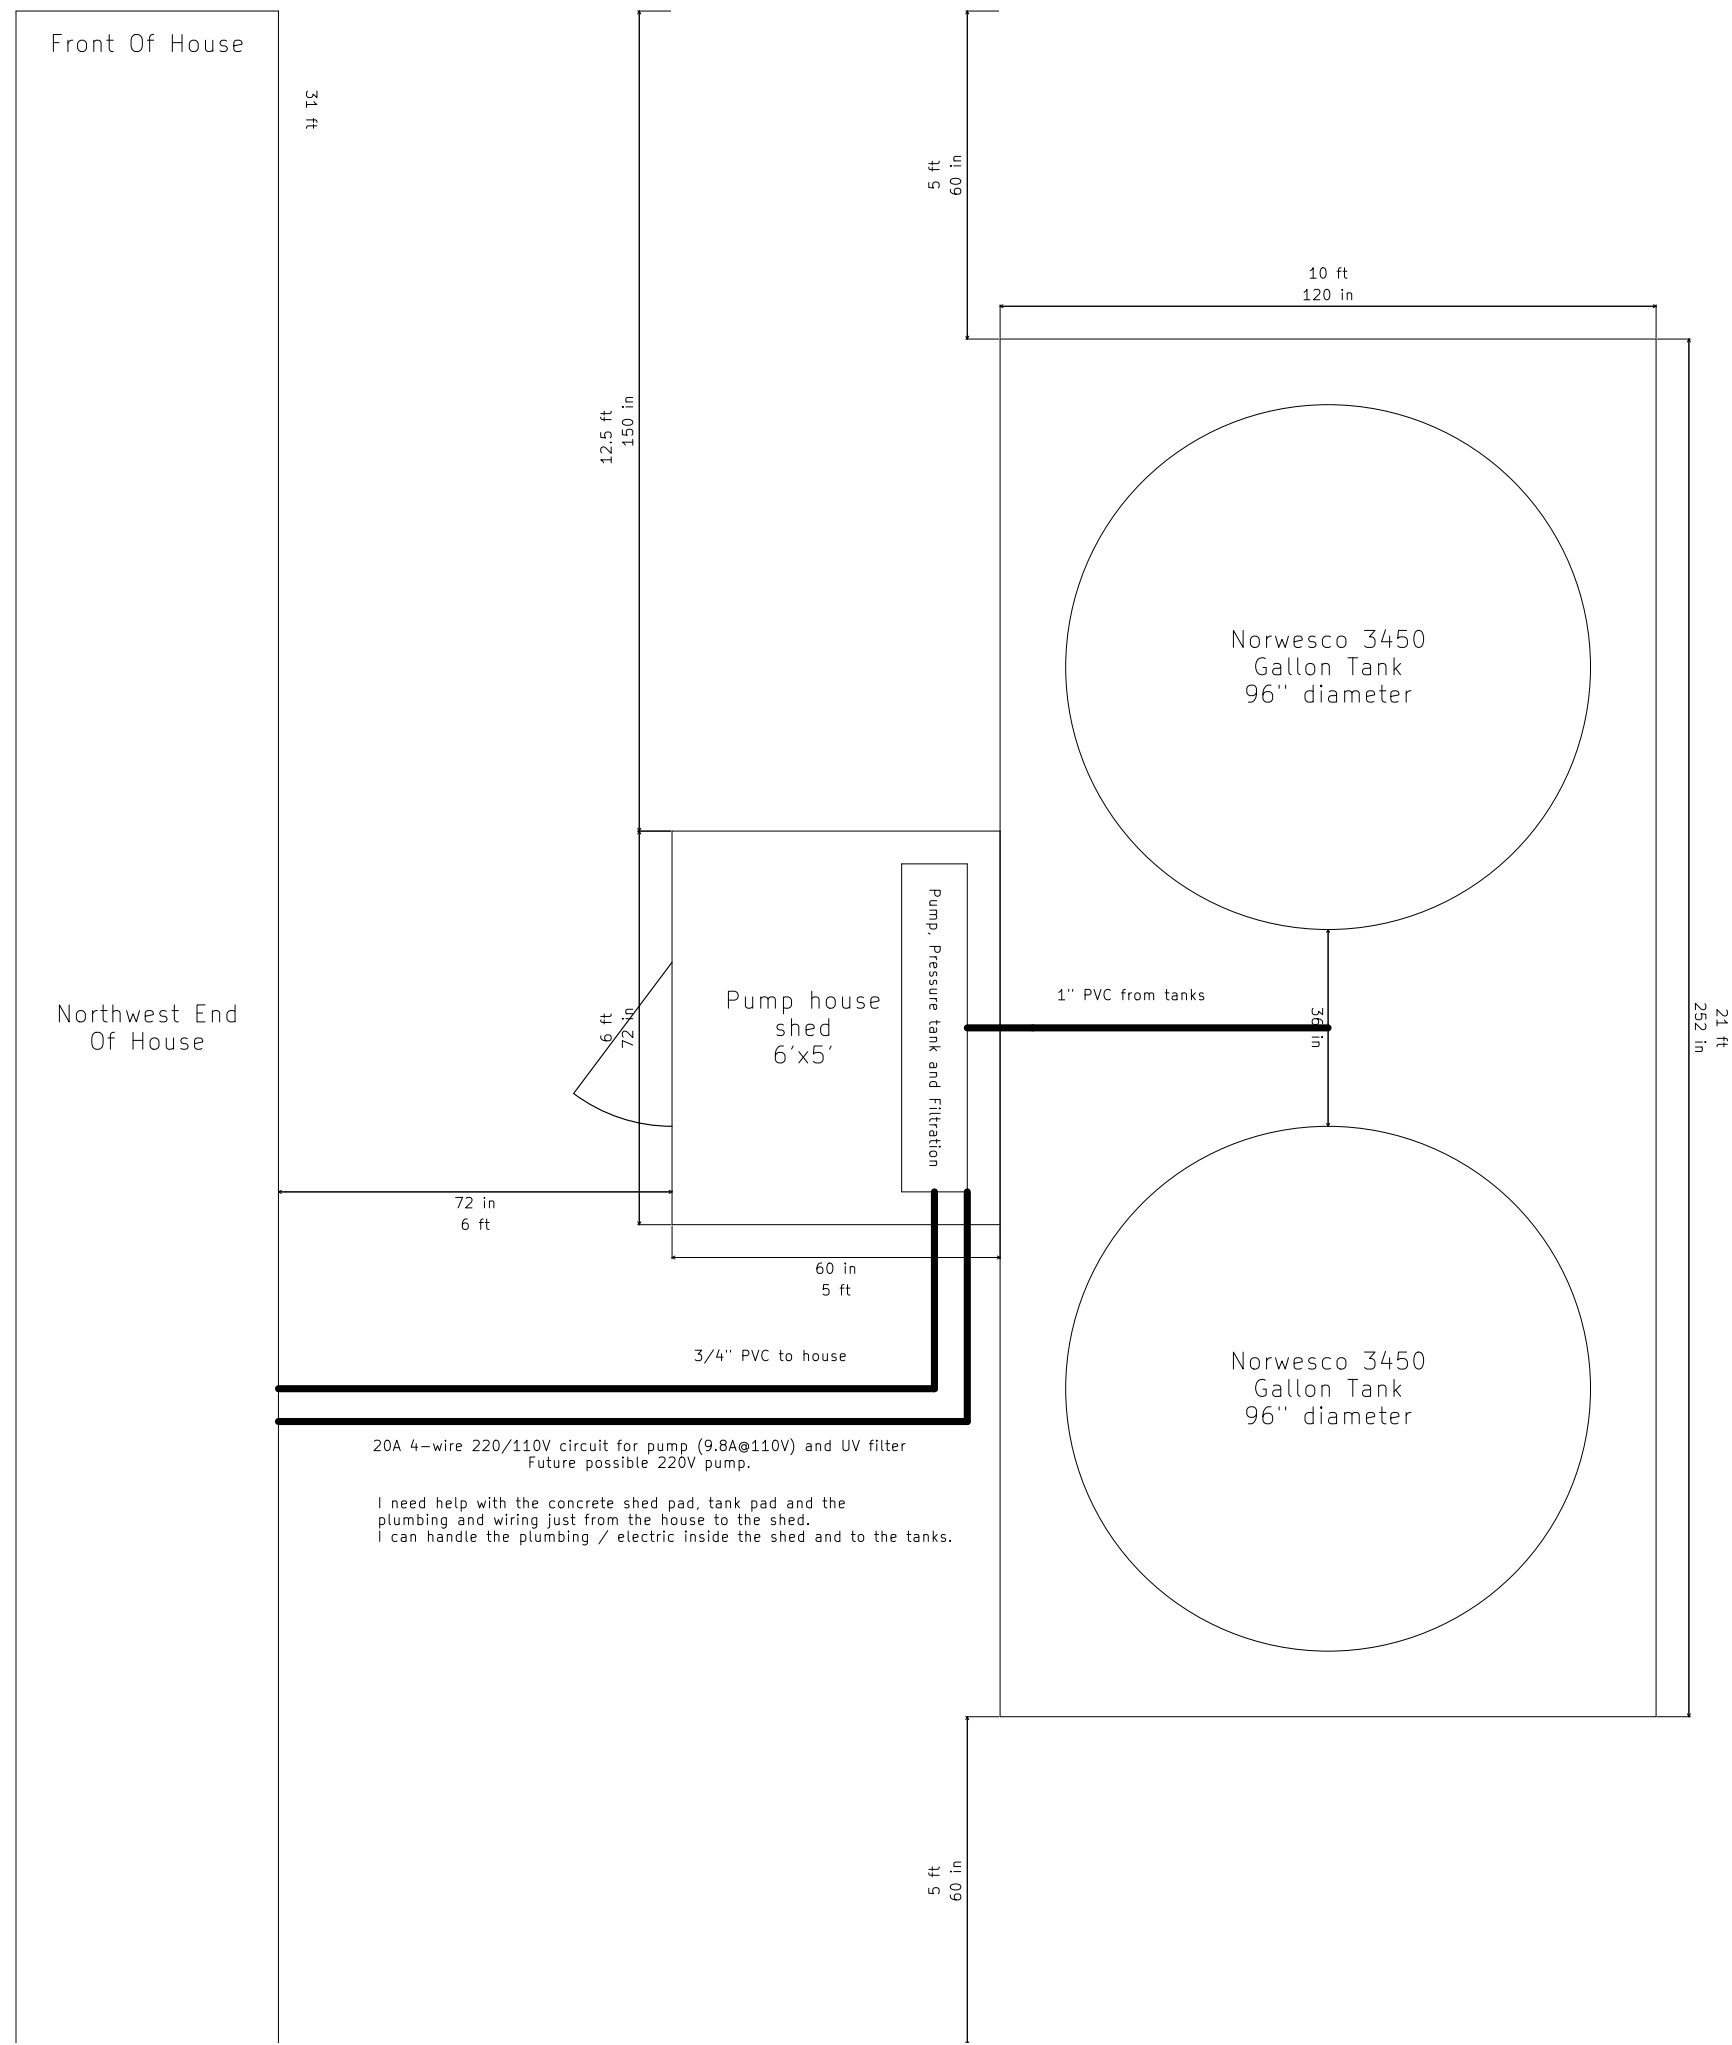 Front Of House
31 ft
5 ft
60 in
10 ft
120 in
12.5 ft
150 in
Norwesco 3450
Gallon Tank
96" diameter
Pump, Pressure tank and Filtration
1" PVC from tanks
Pump house
shed
6'x5'
6 ft
72 in
Northwest End
Of House
36 in
21 ft
252 in
72 in
6 ft
60 in
5 ft
3/4" PVC to house
Norwesco 3450
Gallon Tank
96" diameter
20A 4-wire 220/110V circuit for pump (9.8A@110V) and UV filter
Future possible 220V pump.
I need help with the concrete shed pad, tank pad and the
plumbing and wiring just from the house to the shed.
I can handle the plumbing / electric inside the shed and to the tanks.
5 ft
60 in